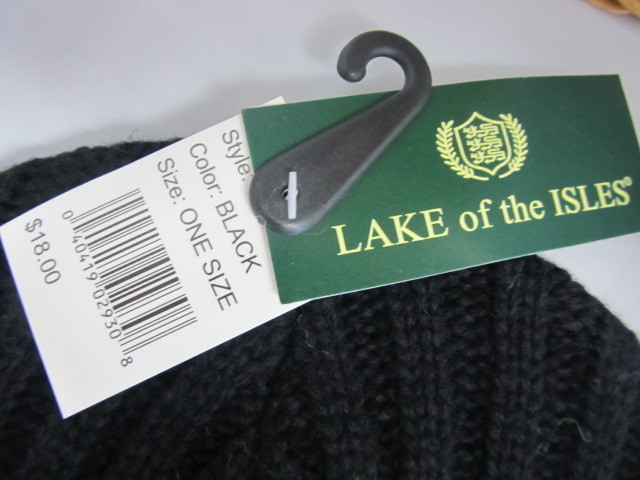 Style:
Color: BLACK
Size: ONE SIZE
0 40419 02930 8
$18.00
LAKE of the ISLES®